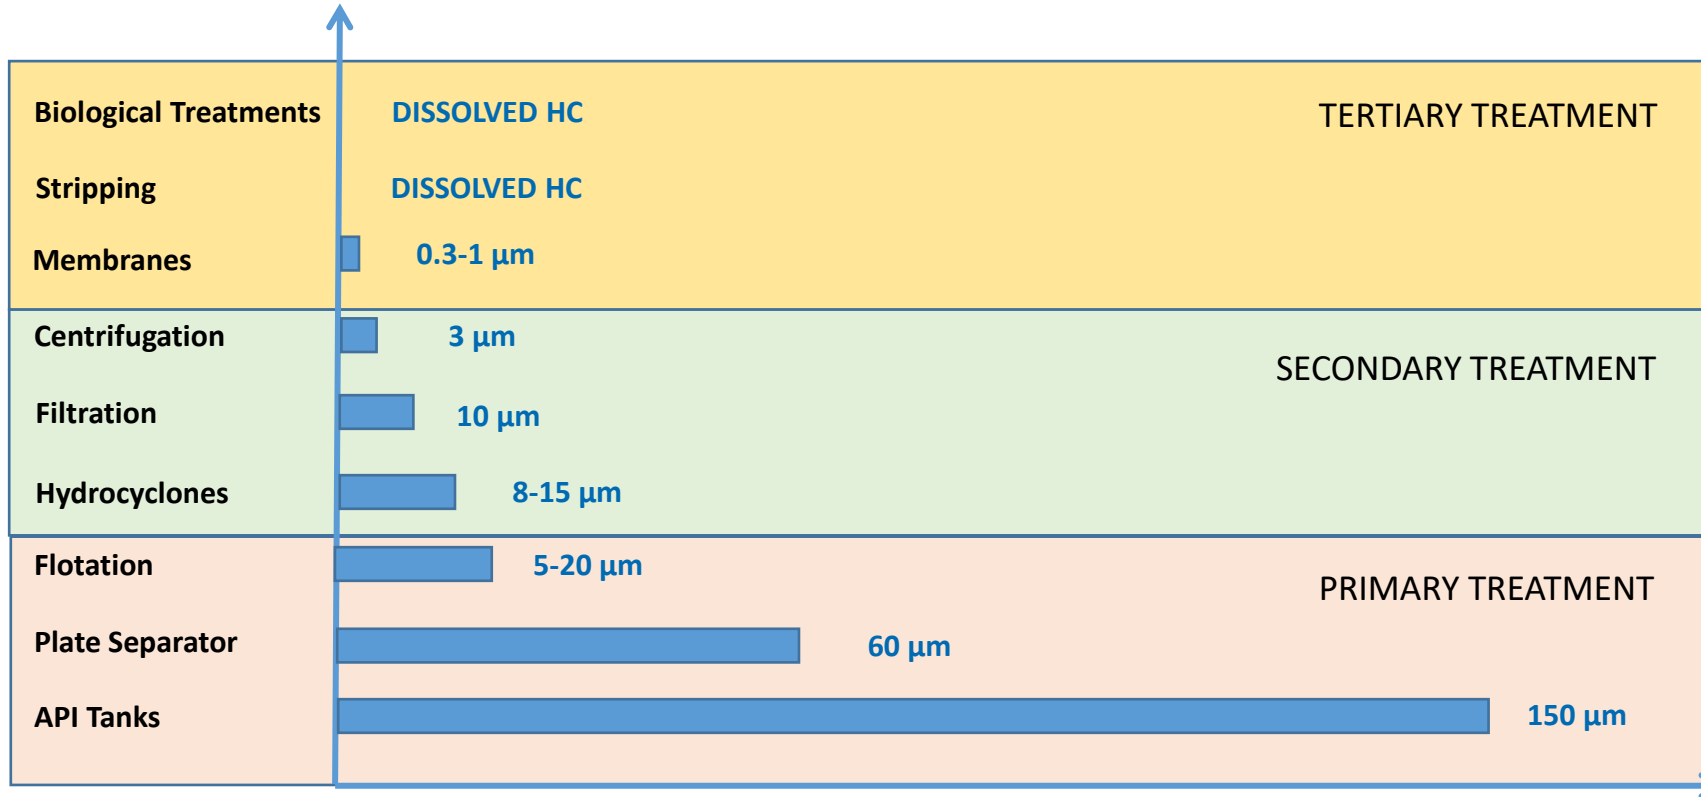 Biological Treatments DISSOLVED HC TERTIARY TREATMENT
Stripping DISSOLVED HC
Membranes 0.3-1 µm
Centrifugation 3 µm
SECONDARY TREATMENT
Filtration 10 µm
Hydrocyclones 8-15 µm
Flotation 5-20 µm
PRIMARY TREATMENT
Plate Separator 60 µm
API Tanks 150 µm